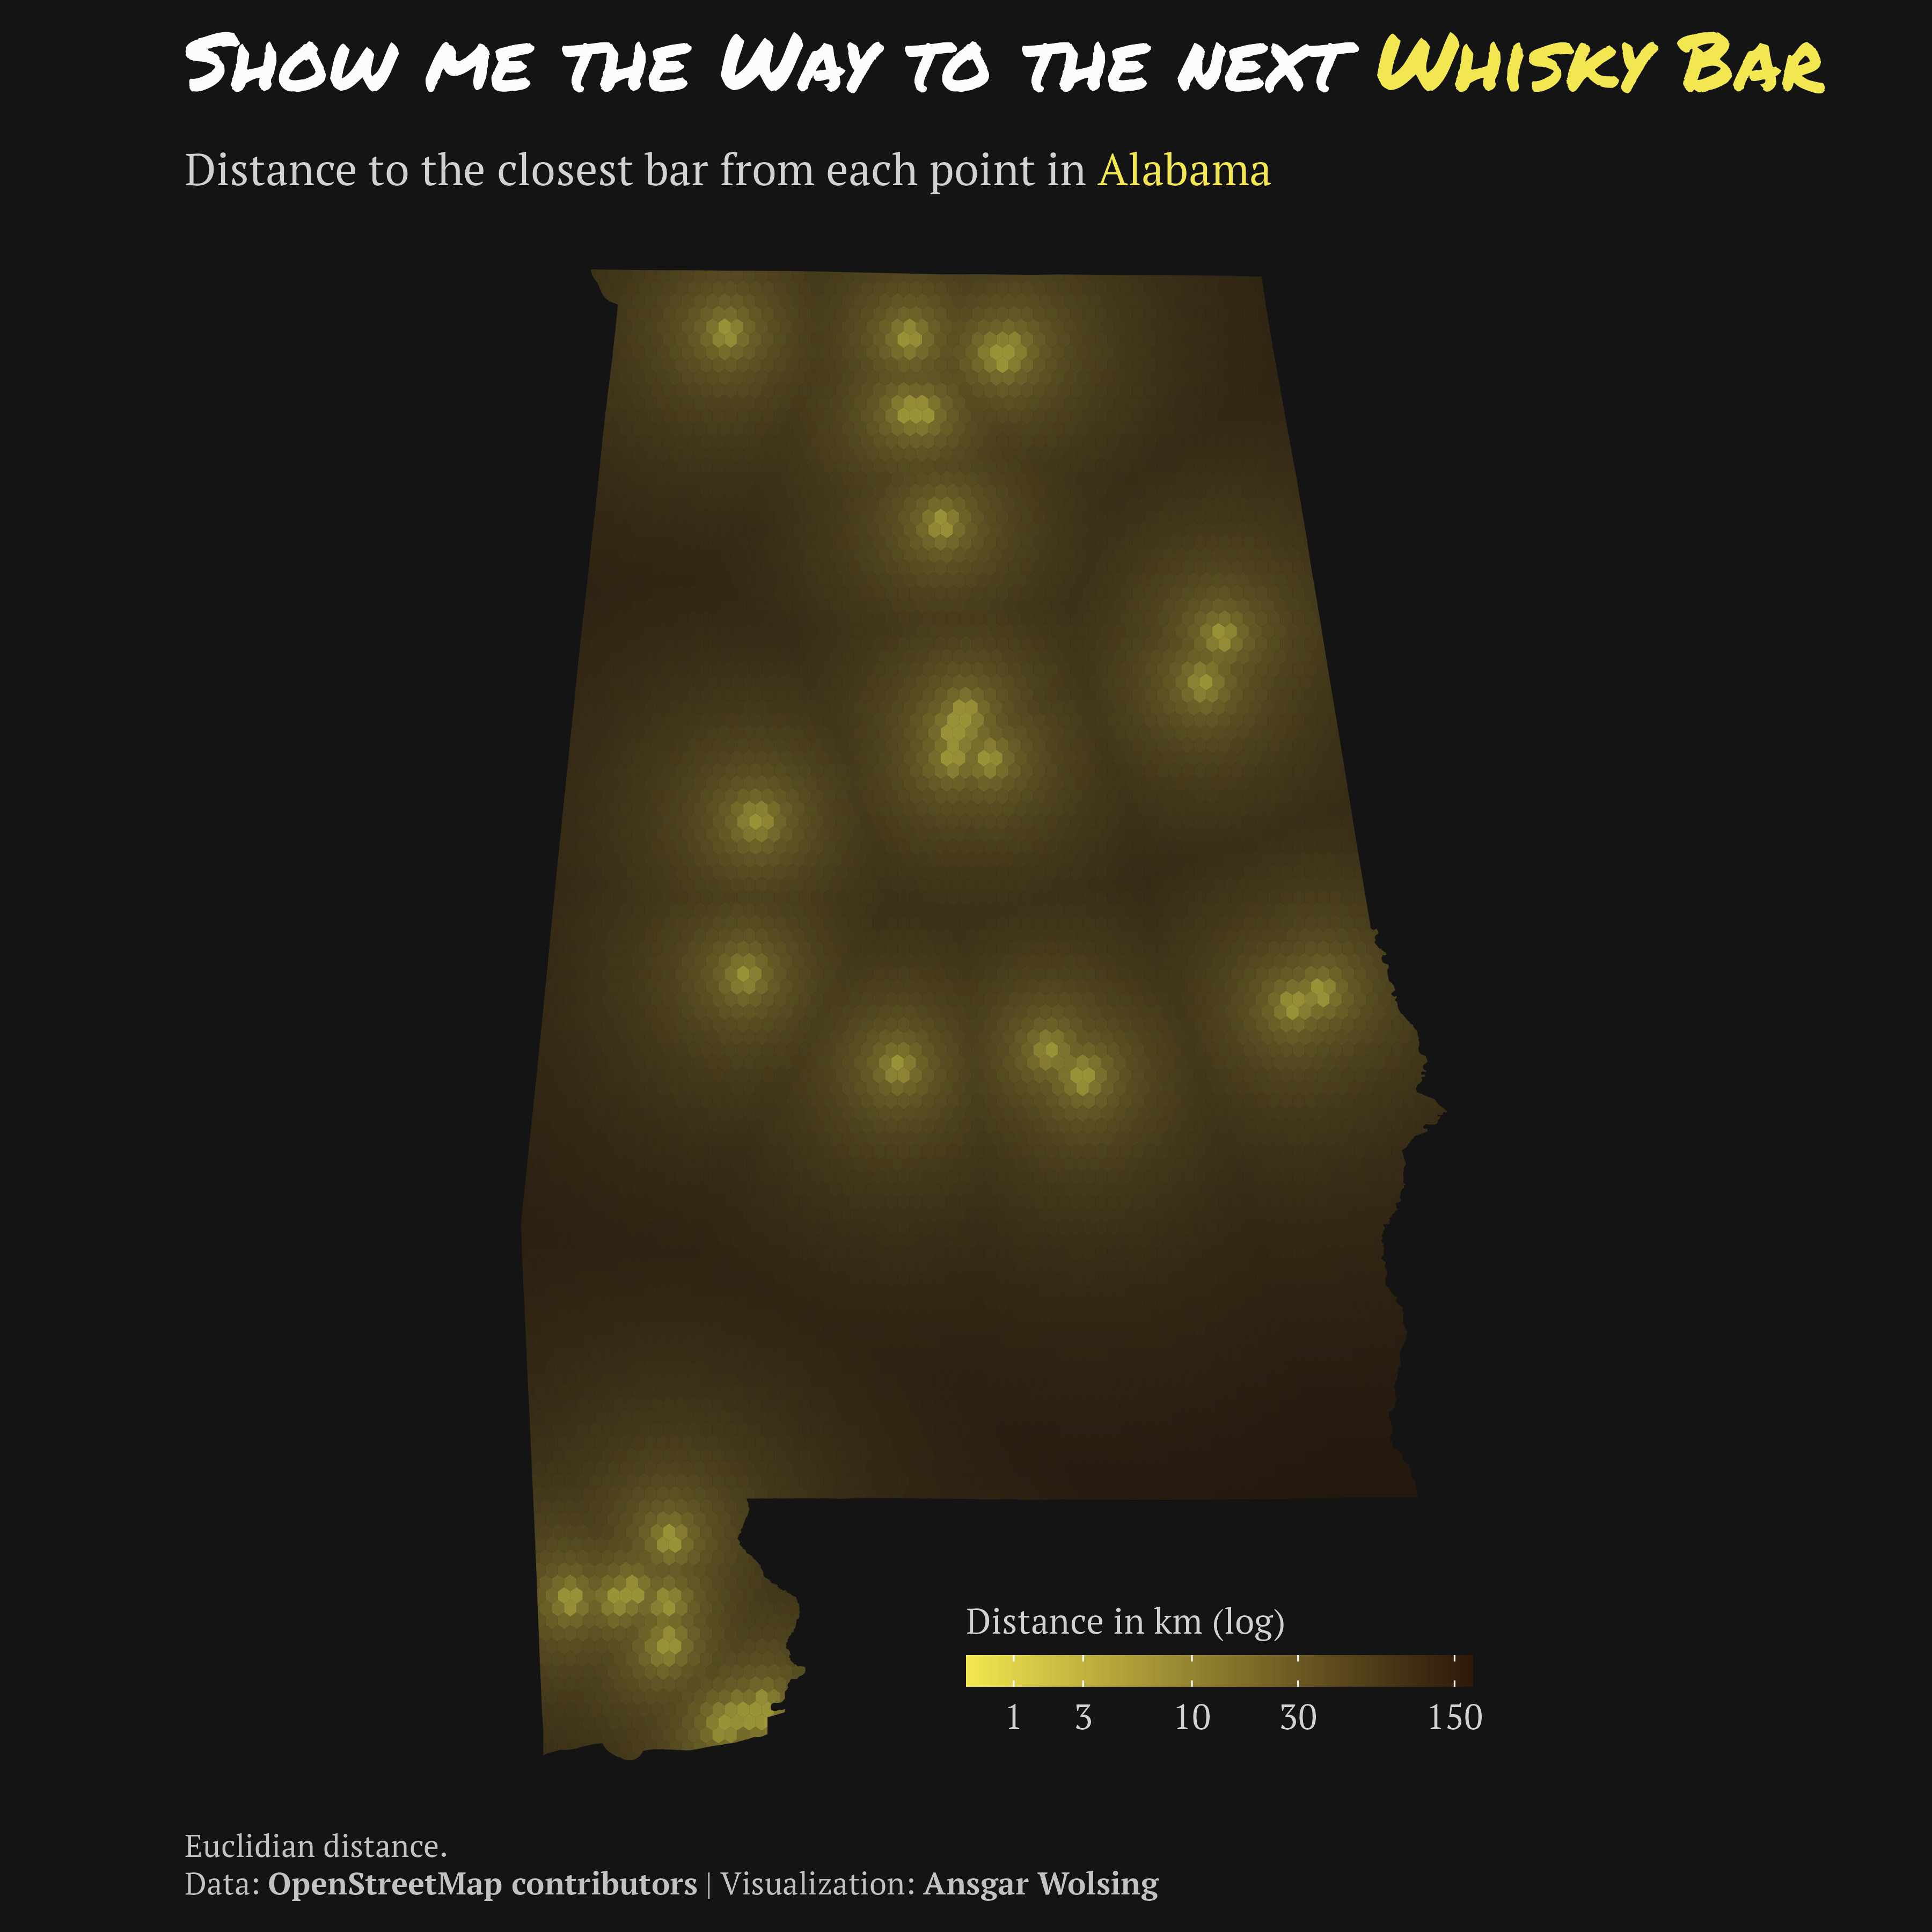 Show me the Way to the next Whisky Bar
Distance to the closest bar from each point in Alabama
Distance in km (log)
1 3 10 30 150
Euclidian distance.
Data: OpenStreetMap contributors | Visualization: Ansgar Wolsing